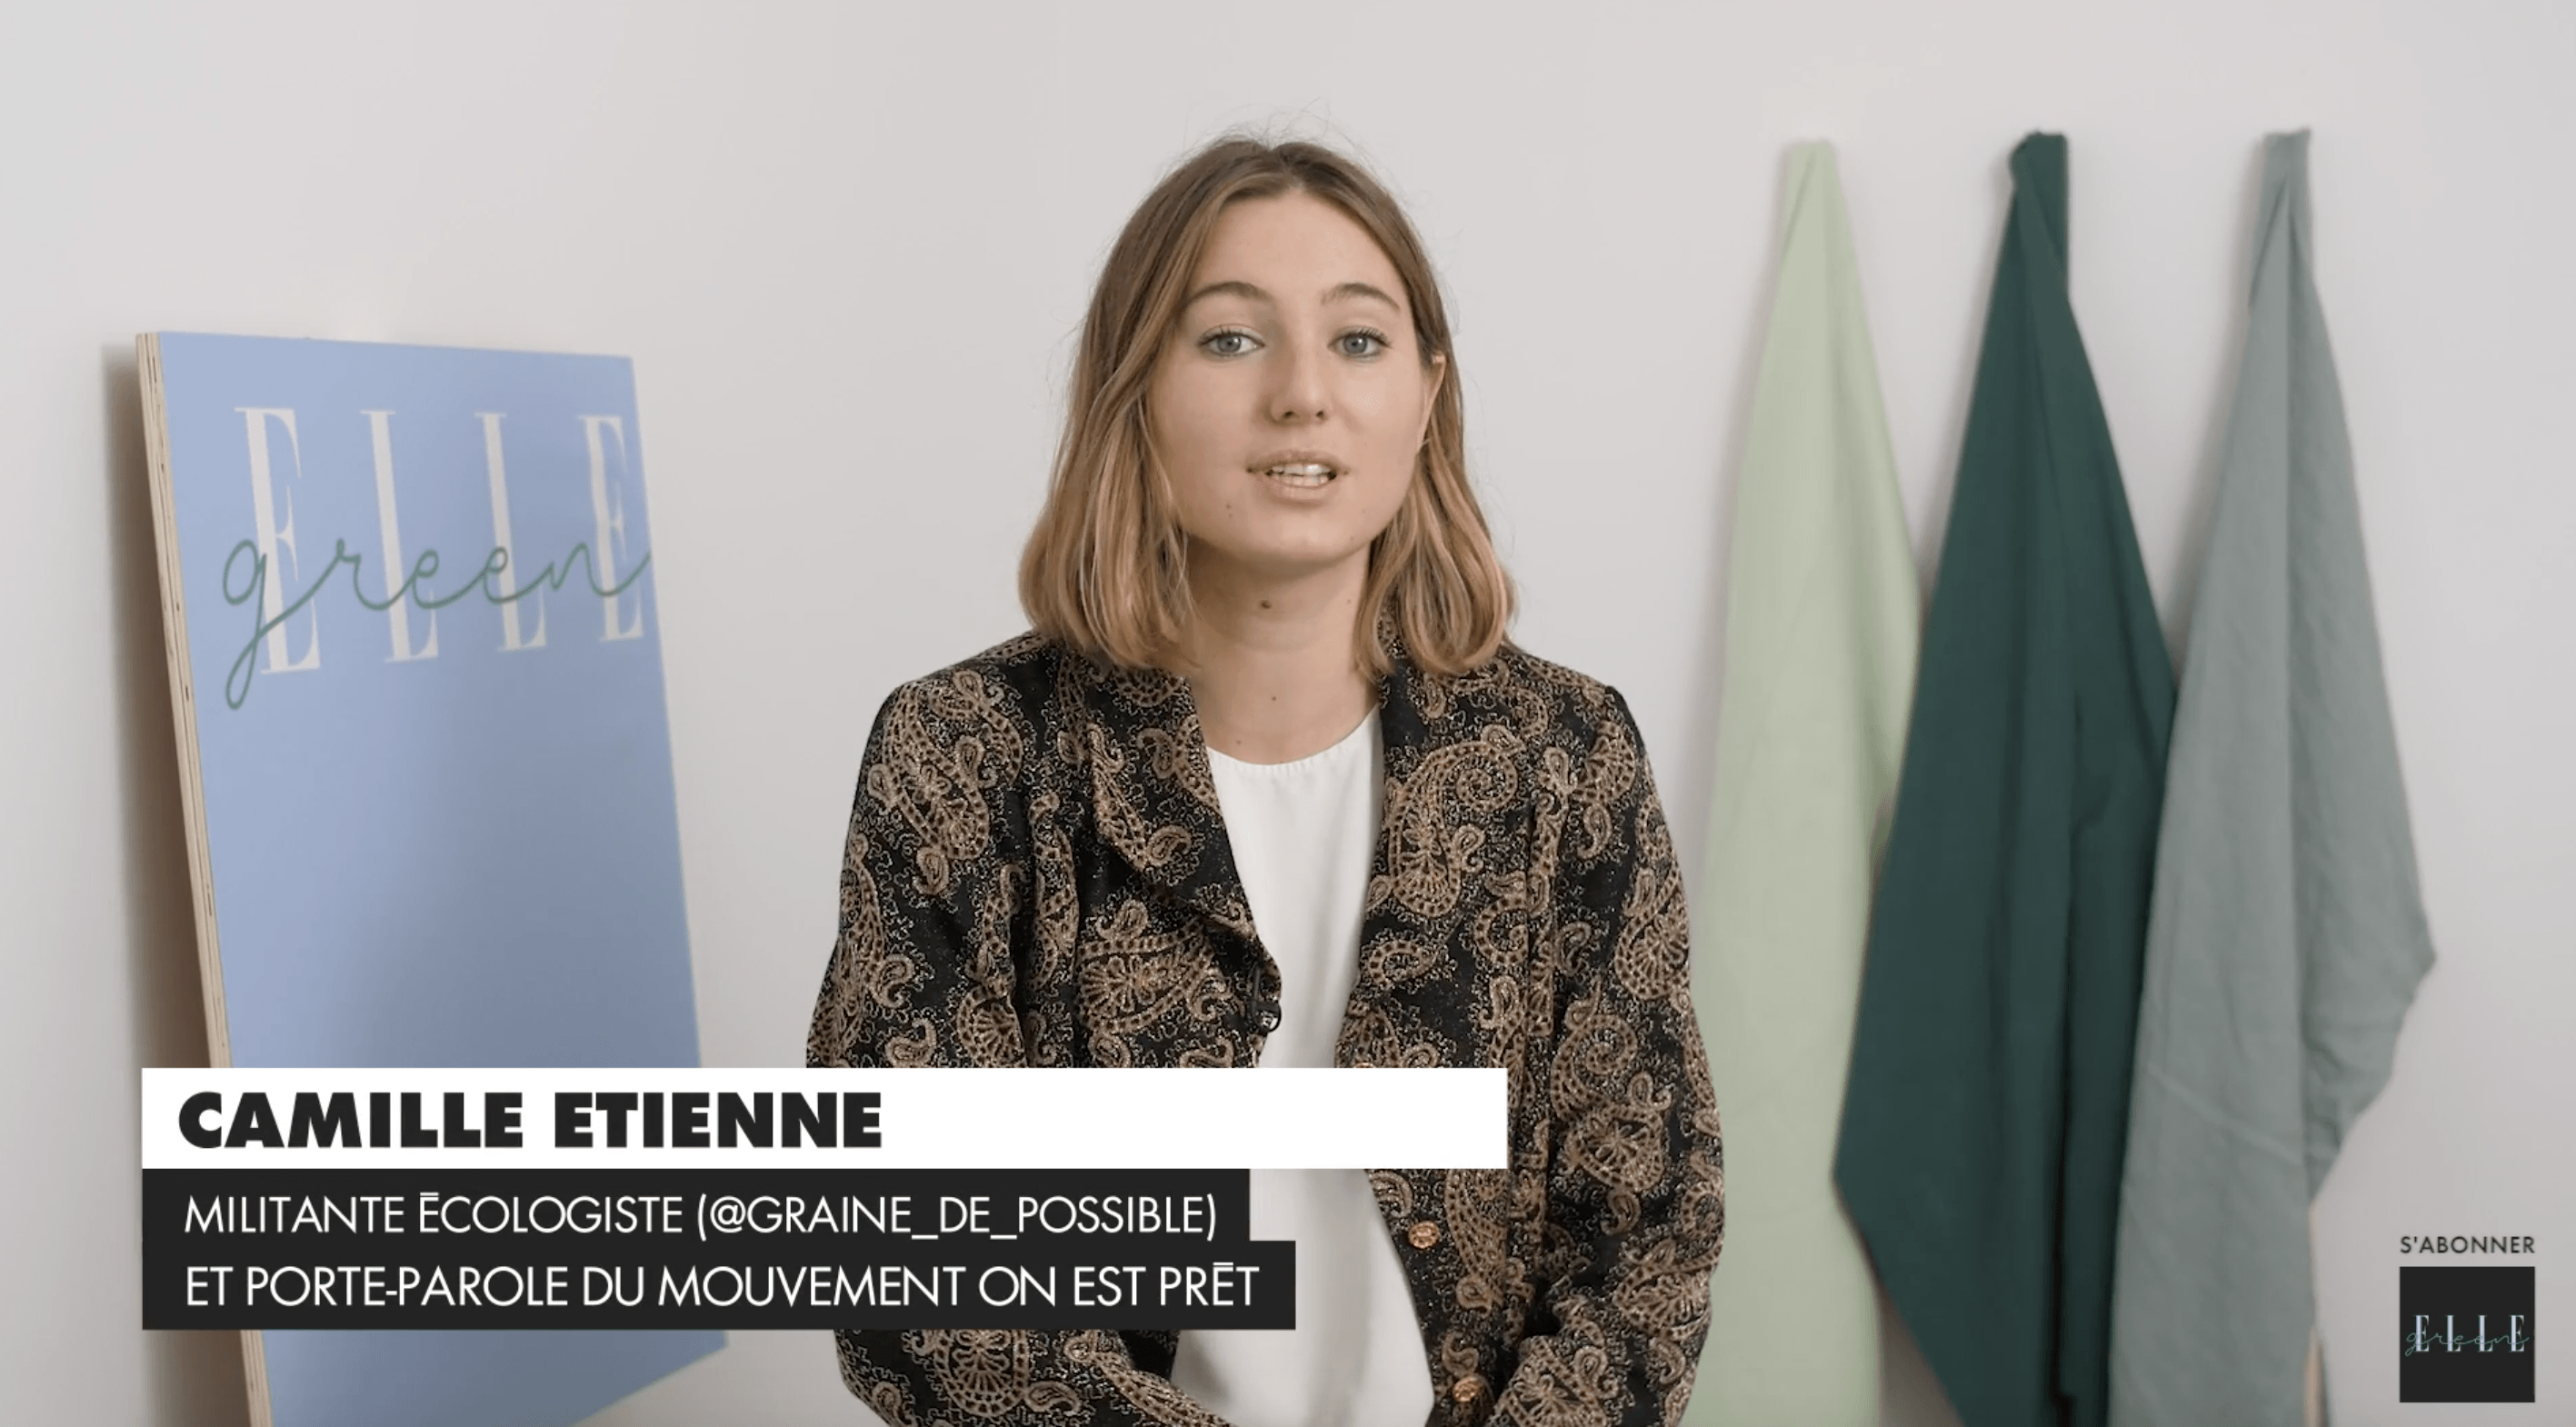 ELLE
green
CAMILLE ETIENNE
MILITANTE ÉCOLOGISTE (@GRAINE_DE_POSSIBLE)
ET PORTE-PAROLE DU MOUVEMENT ON EST PRÊT
S'ABONNER
ELLE
green